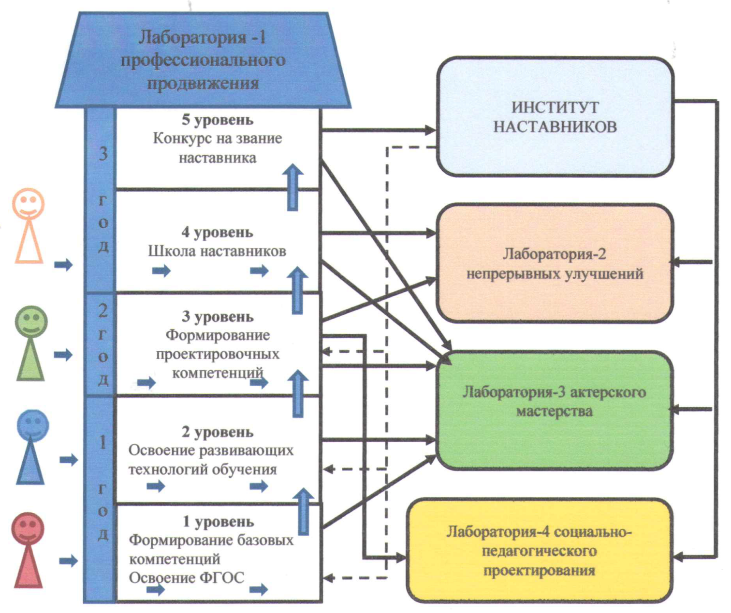 Лаборатория -1
профессионального
продвижения
3 год
5 уровень
Конкурс на звание
наставника
4 уровень
Школа наставников
2 год
3 уровень
Формирование
проектировочных
компетенций
1 год
2 уровень
Освоение развивающих
технологий обучения
1 уровень
Формирование базовых
компетенций
Освоение ФГОС
ИНСТИТУТ
НАСТАВНИКОВ
Лаборатория-2
непрерывных улучшений
Лаборатория-3 актерского
мастерства
Лаборатория-4 социально-
педагогического
проектирования